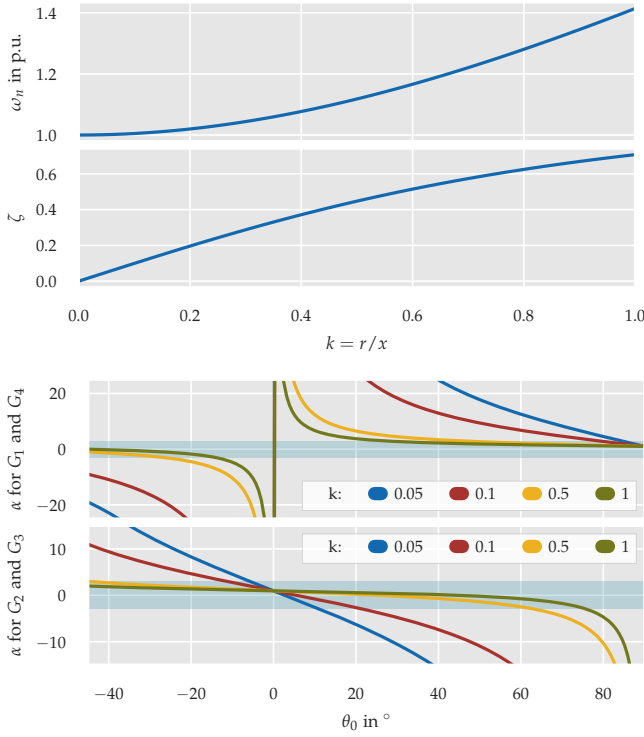 1.4
1.2
1.0
ω_n in p.u.
0.6
0.4
0.2
0.0
ζ
0.0 0.2 0.4 0.6 0.8 1.0
k = r/x
20
0
−20
α for G_1 and G_4
k: 0.05 0.1 0.5 1
10
0
−10
α for G_2 and G_3
k: 0.05 0.1 0.5 1
−40 −20 0 20 40 60 80
θ_0 in °